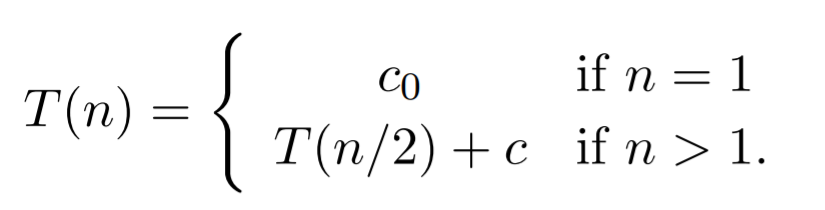 T(n) = { c₀ if n = 1
T(n/2) + c if n > 1.